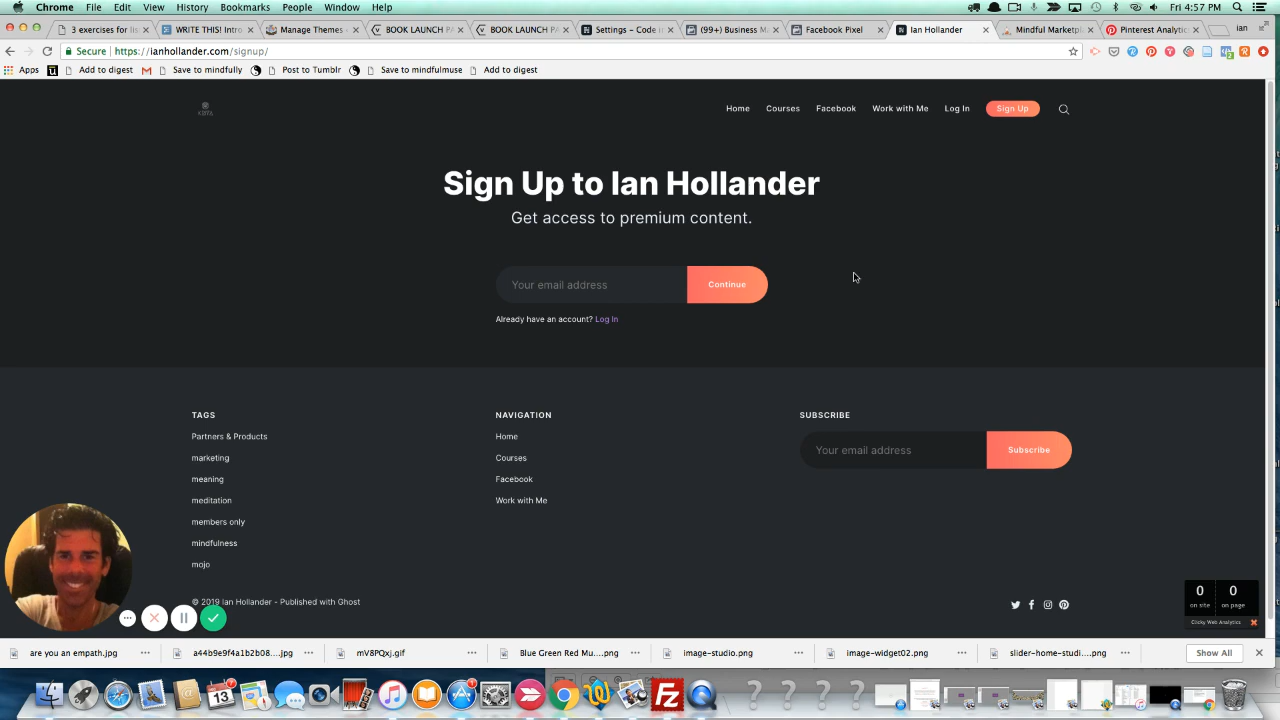 Chrome File Edit View History Bookmarks People Window Help
Fri 4:57 PM
3 exercises for lis
WRITE THIS! Intro
Manage Themes
BOOK LAUNCH P
BOOK LAUNCH P
Settings – Code in
(99+) Business M
Facebook Pixel
Ian Hollander
Mindful Marketpl
Pinterest Analytic
ian
Secure https://ianhollander.com/signup/
Apps
Add to digest
Save to mindfully
Post to Tumblr
Save to mindfulmuse
Add to digest
Home Courses Facebook Work with Me Log In Sign Up
Sign Up to Ian Hollander
Get access to premium content.
Your email address Continue
Already have an account? Log In
TAGS
Partners & Products
marketing
meaning
meditation
members only
mindfulness
mojo
NAVIGATION
Home
Courses
Facebook
Work with Me
SUBSCRIBE
Your email address Subscribe
© 2019 Ian Hollander - Published with Ghost
0 0
on site on page
Clicky Web Analytics
are you an empath.jpg
a44b9e9f4a1b2b08....jpg
mV8PQxj.gif
Blue Green Red Mu....png
image-studio.png
image-widget02.png
slider-home-studi....png
Show All
13